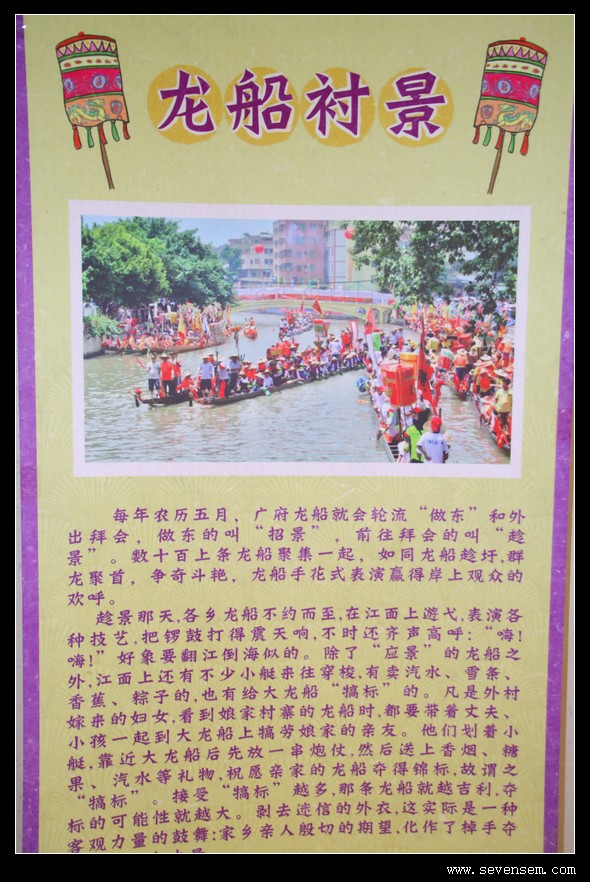 龙船衬景
每年农历五月，广府龙船就会轮流“做东”和外
出拜会，做东的叫“招景”，前往拜会的叫“趁
景”。数十百上条龙船聚集一起，如同龙船趁圩,群
龙聚首，争奇斗艳，龙船手花式表演赢得岸上观众的
欢呼。
趁景那天,各乡龙船不约而至,在江面上游弋,表演各
种技艺,把锣鼓打得震天响,不时还齐声高呼:“嗨!
嗨!”好象要翻江倒海似的。除了“应景”的龙船之
外,江面上还有不少小艇来往穿梭,有卖汽水、雪条、
香蕉、粽子的,也有给大龙船“犒标”的。凡是外村
嫁来的妇女,看到娘家村寨的龙船时,都要带着丈夫、
小孩一起到大龙船上犒劳娘家的亲友。他们划着小
艇,靠近大龙船后先放一串炮仗,然后送上香烟、糖
果、汽水等礼物,祝愿亲家的龙船夺得锦标,故谓之
“犒标”。接受“犒标”越多,那条龙船就越吉利,夺
标的可能性就越大。剥去迷信的外衣,这实际是一种
客观力量的鼓舞:家乡亲人殷切的期望,化作了棹手夺
www.sevensem.com